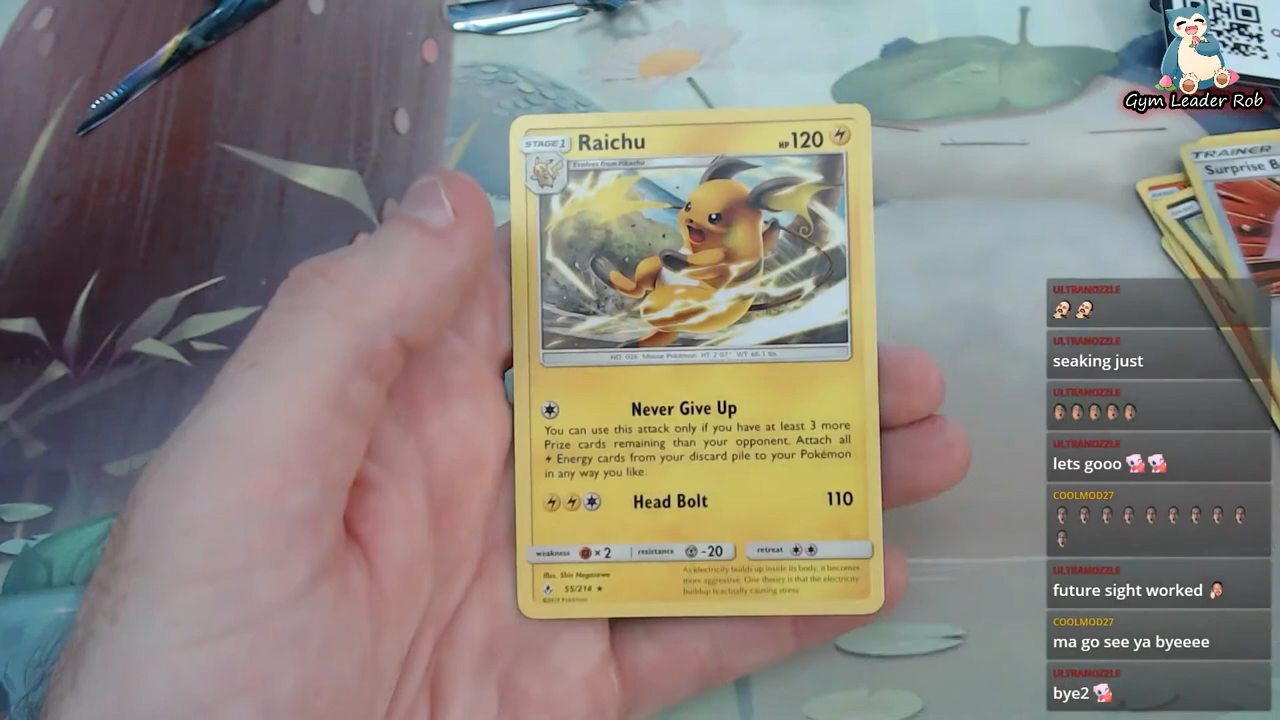 Gym Leader Rob
TRAINER
Surprise B
STAGE 1
Raichu
HP 120
Evolves from Pikachu
NO. 026 Mouse Pokémon HT: 2'07" WT: 66.1 lbs.
Never Give Up
You can use this attack only if you have at least 3 more
Prize cards remaining than your opponent. Attach all
Energy cards from your discard pile to your Pokémon
in any way you like.
Head Bolt 110
weakness ×2 resistance -20 retreat
As electricity builds up inside its body, it becomes
more aggressive. One theory is that the electricity
buildup is actually causing stress.
Illus. Shin Nagasawa
55/214 ★
©2019 Pokémon
ULTRANOZZLE
ULTRANOZZLE
seaking just
ULTRANOZZLE
ULTRANOZZLE
lets gooo
COOLMOD27
ULTRANOZZLE
future sight worked
COOLMOD27
ma go see ya byeeee
ULTRANOZZLE
bye2